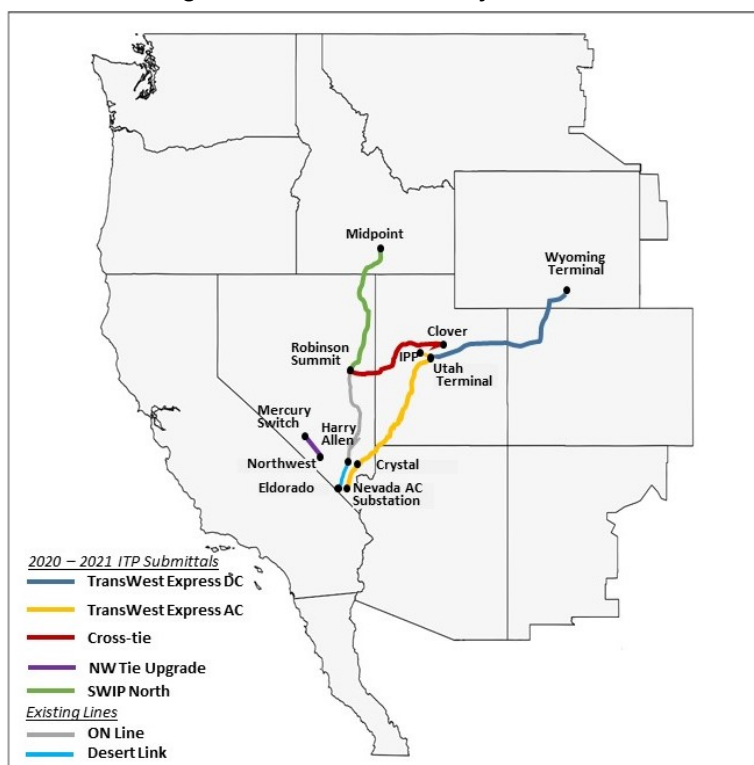 Midpoint
Wyoming
Terminal
Clover
Robinson
Summit
IPP
Utah
Terminal
Mercury
Switch
Harry
Allen
Northwest
Crystal
Eldorado
Nevada AC
Substation
2020 – 2021 ITP Submittals
TransWest Express DC
TransWest Express AC
Cross-tie
NW Tie Upgrade
SWIP North
Existing Lines
ON Line
Desert Link